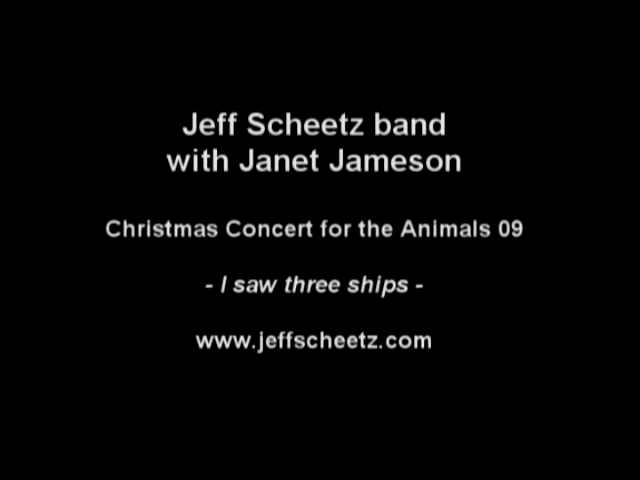 Jeff Scheetz band
with Janet Jameson
Christmas Concert for the Animals 09
- I saw three ships -
www.jeffscheetz.com